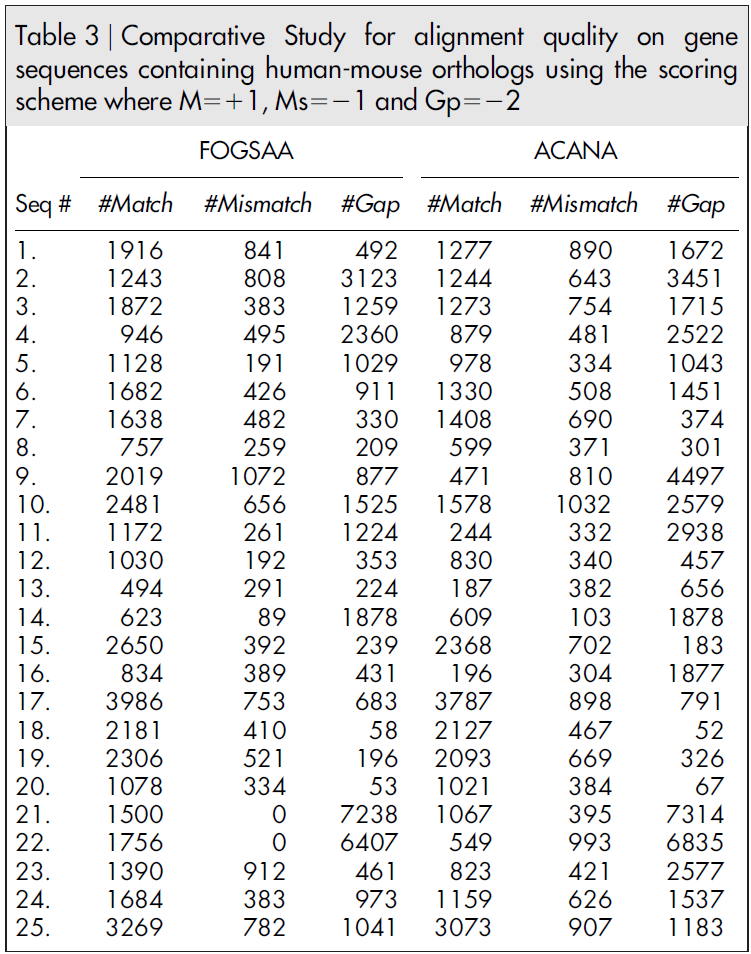 Table 3 | Comparative Study for alignment quality on gene
sequences containing human-mouse orthologs using the scoring
scheme where M=+1, Ms=−1 and Gp=−2
FOGSAA ACANA
Seq # #Match #Mismatch #Gap #Match #Mismatch #Gap
1. 1916 841 492 1277 890 1672
2. 1243 808 3123 1244 643 3451
3. 1872 383 1259 1273 754 1715
4. 946 495 2360 879 481 2522
5. 1128 191 1029 978 334 1043
6. 1682 426 911 1330 508 1451
7. 1638 482 330 1408 690 374
8. 757 259 209 599 371 301
9. 2019 1072 877 471 810 4497
10. 2481 656 1525 1578 1032 2579
11. 1172 261 1224 244 332 2938
12. 1030 192 353 830 340 457
13. 494 291 224 187 382 656
14. 623 89 1878 609 103 1878
15. 2650 392 239 2368 702 183
16. 834 389 431 196 304 1877
17. 3986 753 683 3787 898 791
18. 2181 410 58 2127 467 52
19. 2306 521 196 2093 669 326
20. 1078 334 53 1021 384 67
21. 1500 0 7238 1067 395 7314
22. 1756 0 6407 549 993 6835
23. 1390 912 461 823 421 2577
24. 1684 383 973 1159 626 1537
25. 3269 782 1041 3073 907 1183